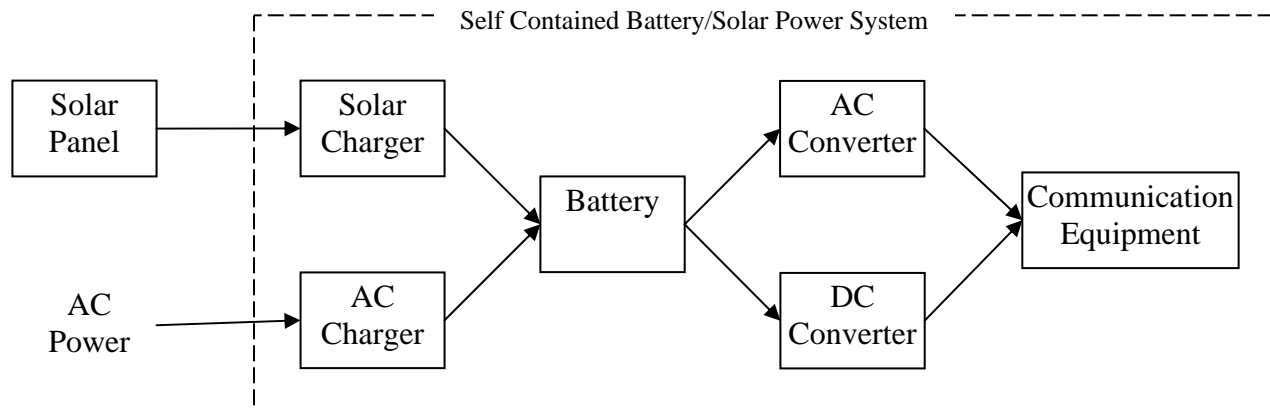 Self Contained Battery/Solar Power System
Solar
Panel
Solar
Charger
AC
Power
AC
Charger
Battery
AC
Converter
DC
Converter
Communication
Equipment